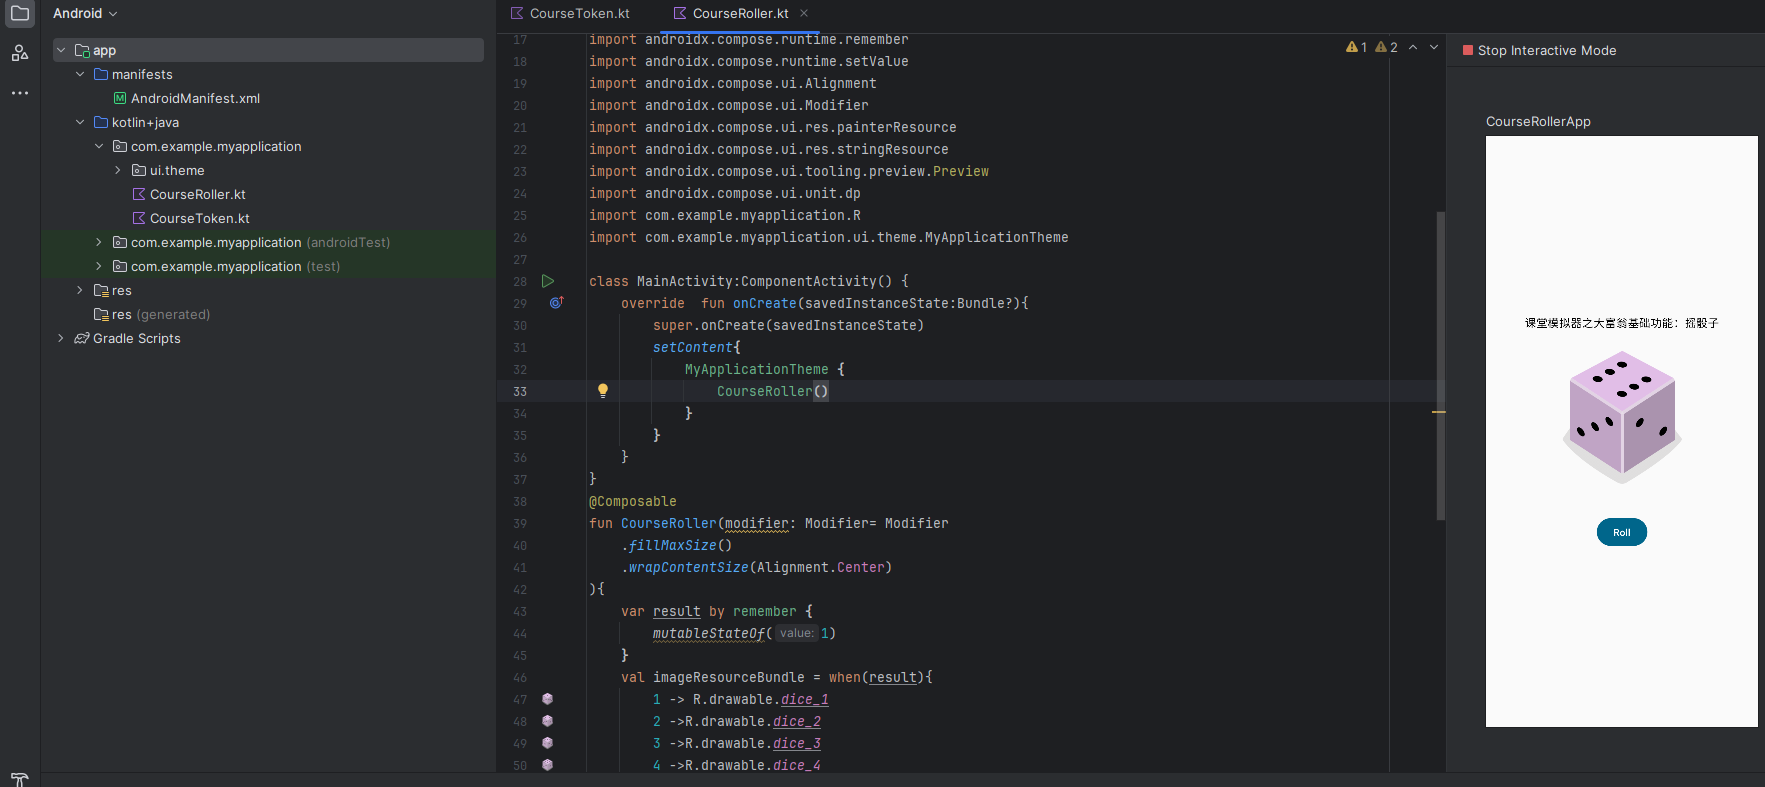 Android
app
manifests
AndroidManifest.xml
kotlin+java
com.example.myapplication
ui.theme
CourseRoller.kt
CourseToken.kt
com.example.myapplication (androidTest)
com.example.myapplication (test)
res
res (generated)
Gradle Scripts
CourseToken.kt
CourseRoller.kt
1 2
17 import androidx.compose.runtime.remember
18 import androidx.compose.runtime.setValue
19 import androidx.compose.ui.Alignment
20 import androidx.compose.ui.Modifier
21 import androidx.compose.ui.res.painterResource
22 import androidx.compose.ui.res.stringResource
23 import androidx.compose.ui.tooling.preview.Preview
24 import androidx.compose.ui.unit.dp
25 import com.example.myapplication.R
26 import com.example.myapplication.ui.theme.MyApplicationTheme
27
28 class MainActivity:ComponentActivity() {
29 override  fun onCreate(savedInstanceState:Bundle?){
30 super.onCreate(savedInstanceState)
31 setContent{
32 MyApplicationTheme {
33 CourseRoller()
34 }
35 }
36 }
37 }
38 @Composable
39 fun CourseRoller(modifier: Modifier= Modifier
40 .fillMaxSize()
41 .wrapContentSize(Alignment.Center)
42 ){
43 var result by remember {
44 mutableStateOf( value: 1)
45 }
46 val imageResourceBundle = when(result){
47 1 -> R.drawable.dice_1
48 2 ->R.drawable.dice_2
49 3 ->R.drawable.dice_3
50 4 ->R.drawable.dice_4
Stop Interactive Mode
CourseRollerApp
课堂模拟器之大富翁基础功能：摇骰子
Roll